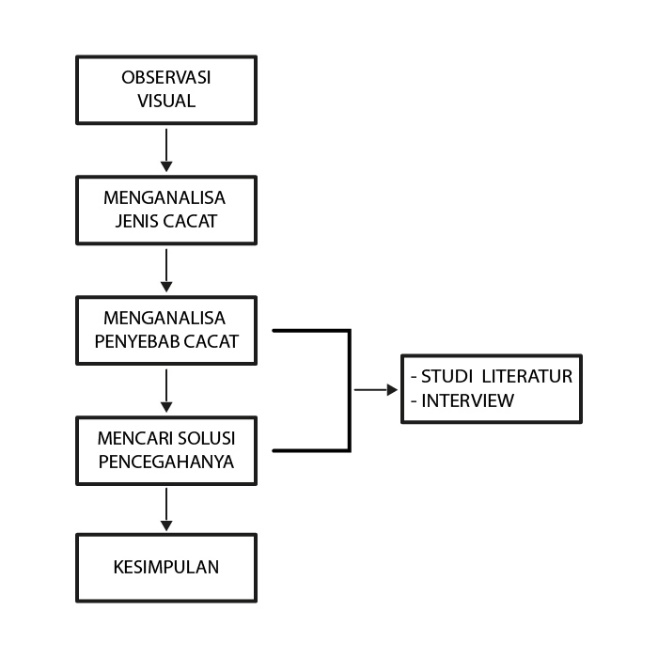 OBSERVASI
VISUAL
MENGANALISA
JENIS CACAT
MENGANALISA
PENYEBAB CACAT
- STUDI LITERATUR
- INTERVIEW
MENCARI SOLUSI
PENCEGAHANYA
KESIMPULAN